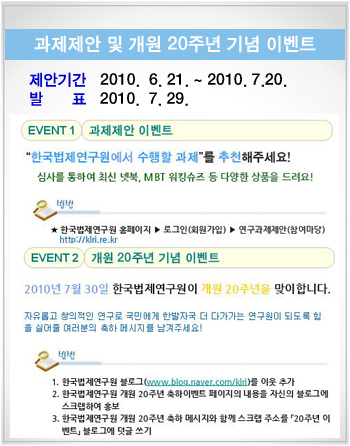 과제제안 및 개원 20주년 기념 이벤트
제안기간 2010. 6. 21. ~ 2010. 7.20.
발 표 2010. 7. 29.
EVENT 1 과제제안 이벤트
“한국법제연구원에서 수행할 과제”를 추천해주세요!
심사를 통하여 최신 넷북, MBT 워킹슈즈 등 다양한 상품을 드려요!
방법
★ 한국법제연구원 홈페이지 ▶ 로그인(회원가입) ▶ 연구과제제안(참여마당)
http://klri.re.kr
EVENT 2 개원 20주년 기념 이벤트
2010년 7월 30일 한국법제연구원이 개원 20주년을 맞이합니다.
자유롭고 창의적인 연구로 국민에게 한발자국 더 다가가는 연구원이 되도록 힘
을 실어줄 여러분의 축하 메시지를 남겨주세요!
방법
1. 한국법제연구원 블로그(www.blog.naver.com/klri)를 이웃 추가
2. 한국법제연구원 개원 20주년 축하이벤트 페이지의 내용을 자신의 블로그에
스크랩하여 홍보
3. 한국법제연구원 개원 20주년 축하 메시지와 함께 스크랩 주소를 「20주년 이
벤트」 블로그에 덧글 쓰기